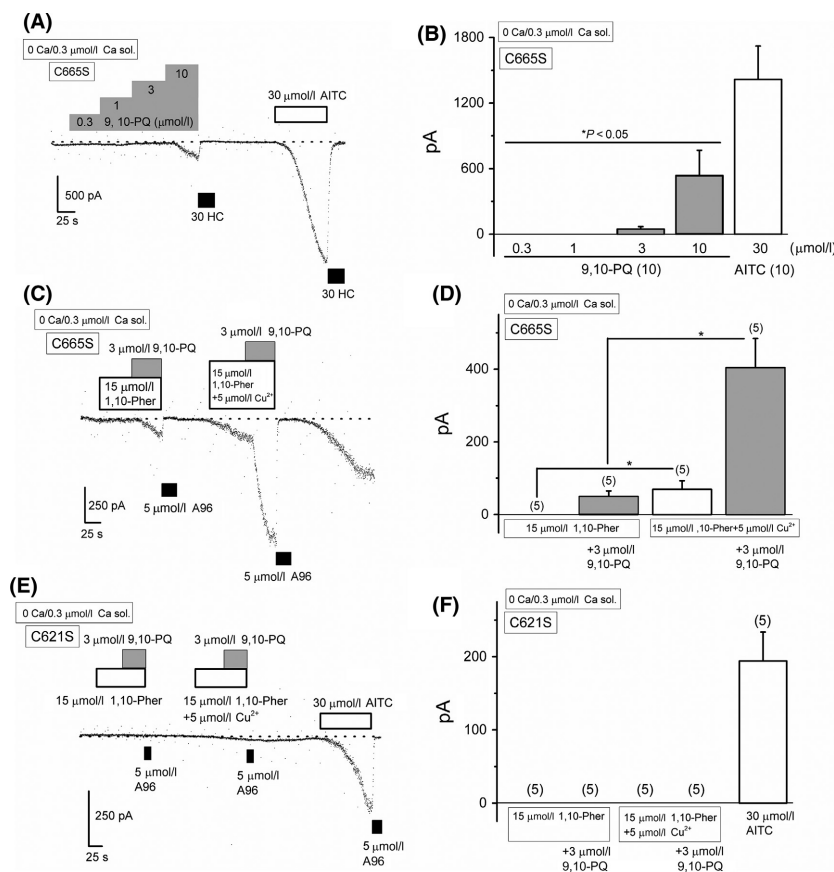 (A)
0 Ca/0.3 μmol/l Ca sol.
C665S
10
3
1
0.3 9, 10-PQ (μmol/l)
30 μmol/l AITC
500 pA
25 s
30 HC
30 HC
(B)
0 Ca/0.3 μmol/l Ca sol.
C665S
1800
1200
600
0
pA
*P < 0.05
0.3 1 3 10 30 (μmol/l)
9,10-PQ (10) AITC (10)
(C)
0 Ca/0.3 μmol/l Ca sol.
C665S
3 μmol/l 9,10-PQ
15 μmol/l
1,10-Pher
3 μmol/l 9,10-PQ
15 μmol/l
1,10-Pher
+5 μmol/l Cu²⁺
250 pA
25 s
5 μmol/l A96
5 μmol/l A96
(D)
0 Ca/0.3 μmol/l Ca sol.
C665S
400
200
0
pA
*
*
(5)
(5)
(5)
(5)
15 μmol/l 1,10-Pher
15 μmol/l ,10-Pher+5 μmol/l Cu²⁺
+3 μmol/l
9,10-PQ
+3 μmol/l
9,10-PQ
(E)
0 Ca/0.3 μmol/l Ca sol.
C621S
3 μmol/l 9,10-PQ
3 μmol/l 9,10-PQ
15 μmol/l 1,10-Pher
15 μmol/l 1,10-Pher
+5 μmol/l Cu²⁺
30 μmol/l AITC
5 μmol/l
A96
5 μmol/l
A96
5 μmol/l
A96
250 pA
25 s
(F)
0 Ca/0.3 μmol/l Ca sol.
C621S
200
100
0
pA
(5)
(5) (5) (5) (5)
15 μmol/l 1,10-Pher
15 μmol/l 1,10-Pher
+5 μmol/l Cu²⁺
30 μmol/l
AITC
+3 μmol/l
9,10-PQ
+3 μmol/l
9,10-PQ